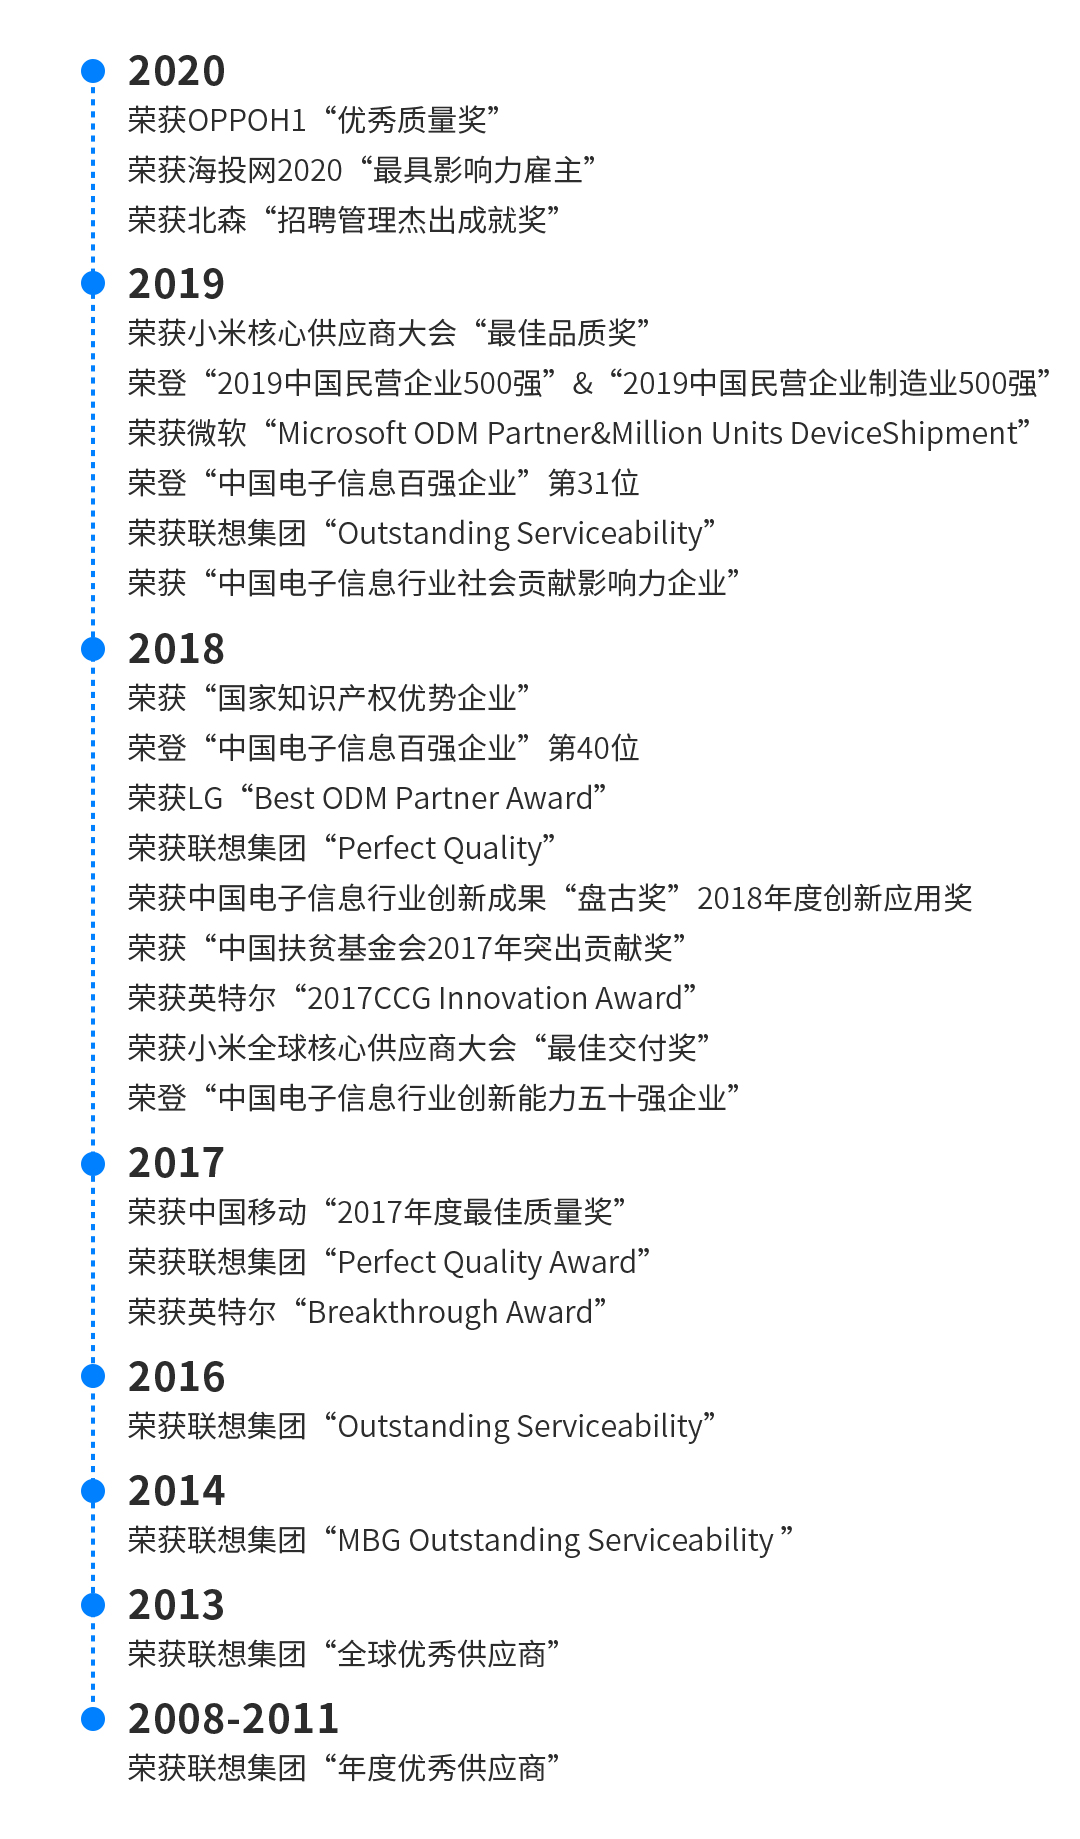 2020
荣获OPPOH1“优秀质量奖”
荣获海投网2020“最具影响力雇主”
荣获北森“招聘管理杰出成就奖”
2019
荣获小米核心供应商大会“最佳品质奖”
荣登“2019中国民营企业500强”&“2019中国民营企业制造业500强”
荣获微软“Microsoft ODM Partner&Million Units DeviceShipment”
荣登“中国电子信息百强企业”第31位
荣获联想集团“Outstanding Serviceability”
荣获“中国电子信息行业社会贡献影响力企业”
2018
荣获“国家知识产权优势企业”
荣登“中国电子信息百强企业”第40位
荣获LG“Best ODM Partner Award”
荣获联想集团“Perfect Quality”
荣获中国电子信息行业创新成果“盘古奖”2018年度创新应用奖
荣获“中国扶贫基金会2017年突出贡献奖”
荣获英特尔“2017CCG Innovation Award”
荣获小米全球核心供应商大会“最佳交付奖”
荣登“中国电子信息行业创新能力五十强企业”
2017
荣获中国移动“2017年度最佳质量奖”
荣获联想集团“Perfect Quality Award”
荣获英特尔“Breakthrough Award”
2016
荣获联想集团“Outstanding Serviceability”
2014
荣获联想集团“MBG Outstanding Serviceability ”
2013
荣获联想集团“全球优秀供应商”
2008-2011
荣获联想集团“年度优秀供应商”